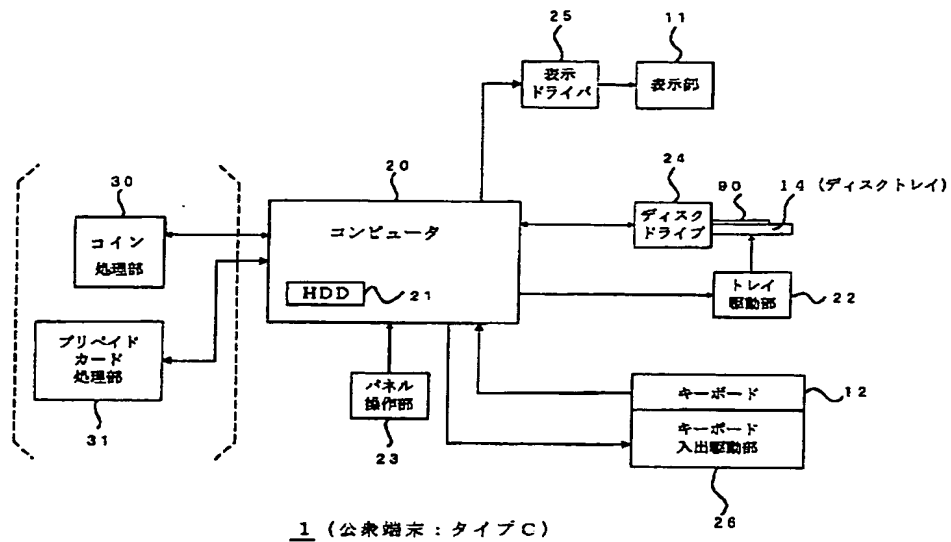 25
11
表示
ドライバ
表示部
20
24
90
14 (ディスクトレイ)
30
コイン
処理部
コンピュータ
ディスク
ドライブ
HDD
21
トレイ
駆動部
22
プリペイド
カード
処理部
31
パネル
操作部
23
キーボード
12
キーボード
入出駆動部
26
1 (公衆端末:タイプC)